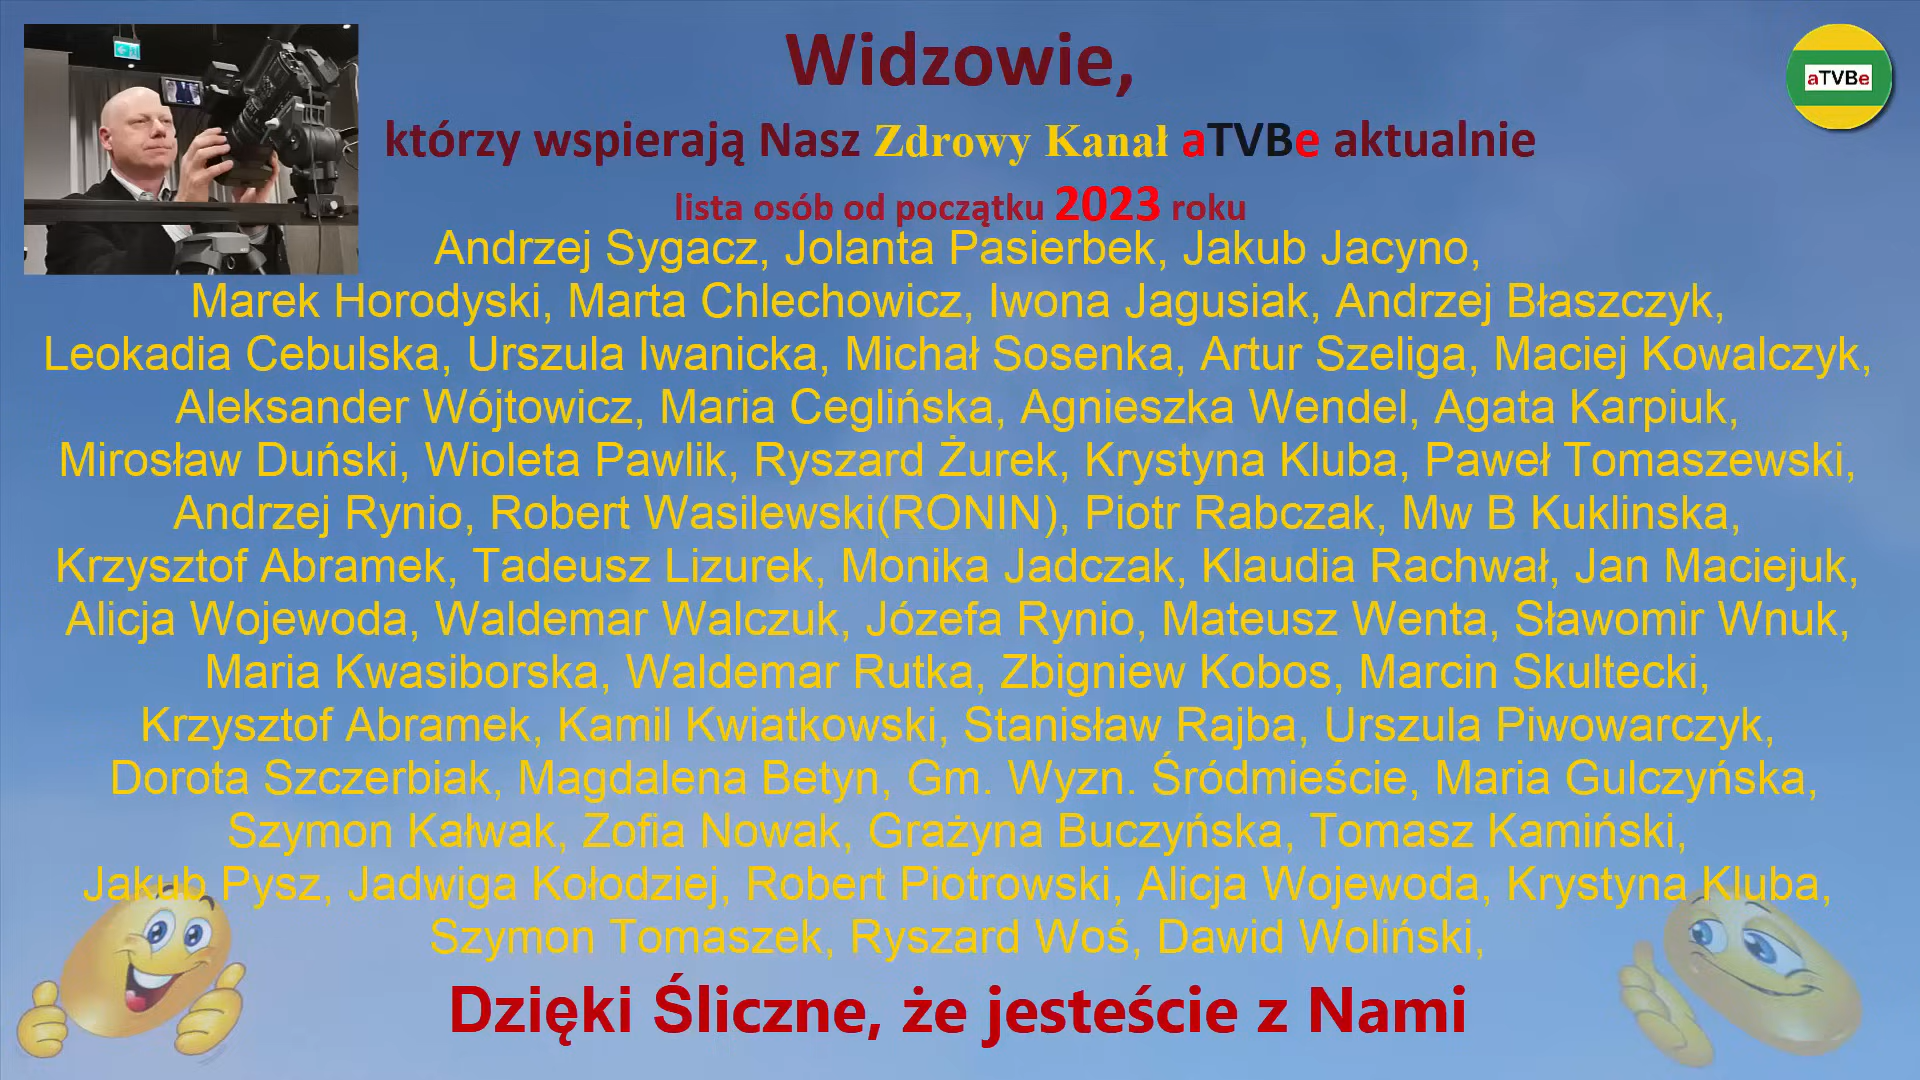 Widzowie,
aTVBe
którzy wspierają Nasz Zdrowy Kanał aTVBe aktualnie
lista osób od początku 2023 roku
Andrzej Sygacz, Jolanta Pasierbek, Jakub Jacyno,
Marek Horodyski, Marta Chlechowicz, Iwona Jagusiak, Andrzej Błaszczyk,
Leokadia Cebulska, Urszula Iwanicka, Michał Sosenka, Artur Szeliga, Maciej Kowalczyk,
Aleksander Wójtowicz, Maria Ceglińska, Agnieszka Wendel, Agata Karpiuk,
Mirosław Duński, Wioleta Pawlik, Ryszard Żurek, Krystyna Kluba, Paweł Tomaszewski,
Andrzej Rynio, Robert Wasilewski(RONIN), Piotr Rabczak, Mw B Kuklinska,
Krzysztof Abramek, Tadeusz Lizurek, Monika Jadczak, Klaudia Rachwał, Jan Maciejuk,
Alicja Wojewoda, Waldemar Walczuk, Józefa Rynio, Mateusz Wenta, Sławomir Wnuk,
Maria Kwasiborska, Waldemar Rutka, Zbigniew Kobos, Marcin Skultecki,
Krzysztof Abramek, Kamil Kwiatkowski, Stanisław Rajba, Urszula Piwowarczyk,
Dorota Szczerbiak, Magdalena Betyn, Gm. Wyzn. Śródmieście, Maria Gulczyńska,
Szymon Kaławak, Zofia Nowak, Grażyna Buczyńska, Tomasz Kamiński,
Jakub Pysz, Jadwiga Kołodziej, Robert Piotrowski, Alicja Wojewoda, Krystyna Kluba,
Szymon Tomaszek, Ryszard Woś, Dawid Woliński,
Dzięki Śliczne, że jesteście z Nami